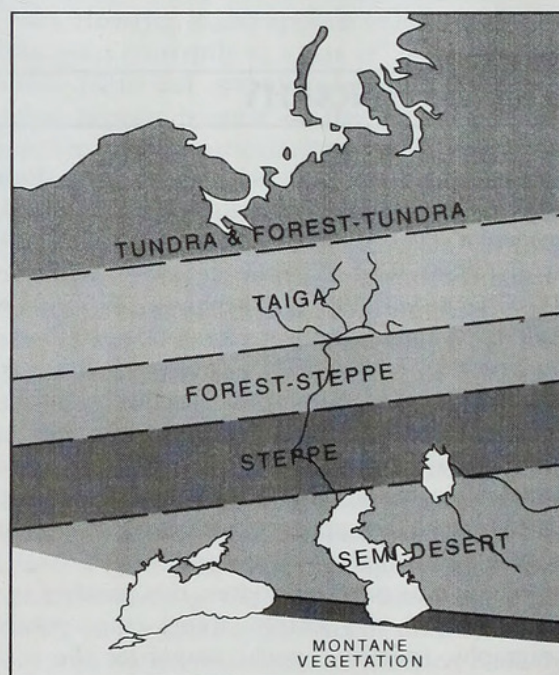 TUNDRA & FOREST-TUNDRA
TAIGA
FOREST-STEPPE
STEPPE
SEMI-DESERT
MONTANE
VEGETATION